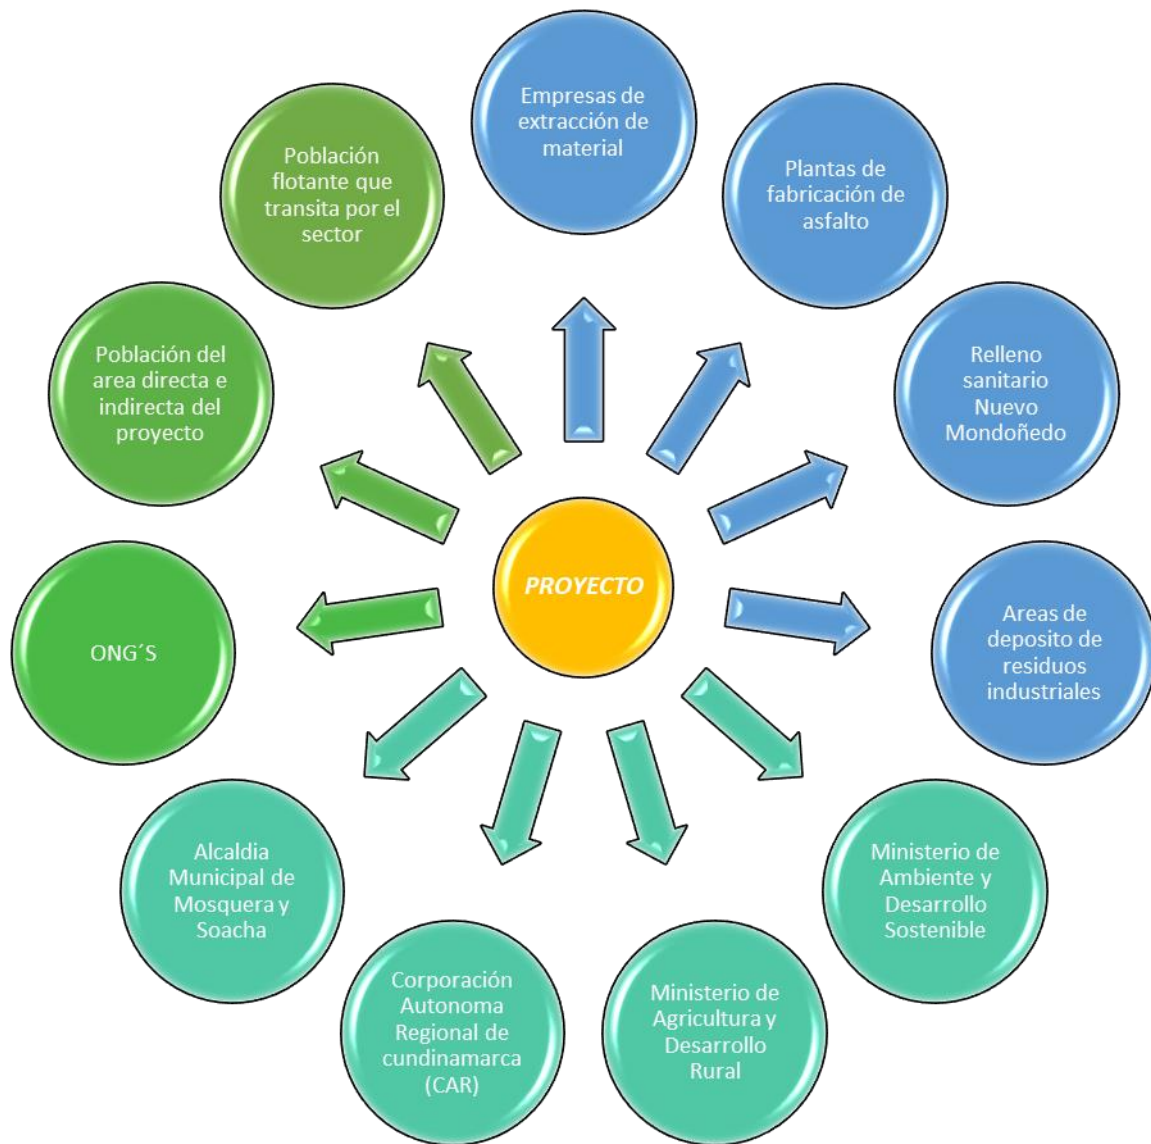 Empresas de
extracción de
material
Plantas de
fabricación de
asfalto
Relleno
sanitario
Nuevo
Mondoñedo
Areas de
deposito de
residuos
industriales
Ministerio de
Ambiente y
Desarrollo
Sostenible
Ministerio de
Agricultura y
Desarrollo
Rural
Corporación
Autonoma
Regional de
cundinamarca
(CAR)
Alcaldia
Municipal de
Mosquera y
Soacha
ONG´S
Población del
area directa e
indirecta del
proyecto
Población
flotante que
transita por el
sector
PROYECTO